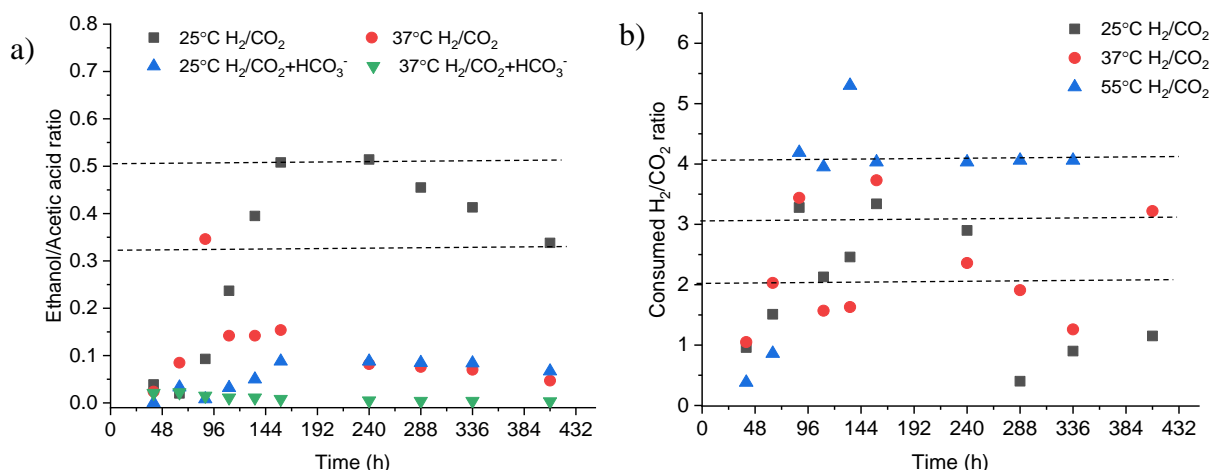 a)
25°C H₂/CO₂
37°C H₂/CO₂
25°C H₂/CO₂+HCO₃⁻
37°C H₂/CO₂+HCO₃⁻
Ethanol/Acetic acid ratio
0.8
0.7
0.6
0.5
0.4
0.3
0.2
0.1
0.0
0 48 96 144 192 240 288 336 384 432
Time (h)
b)
25°C H₂/CO₂
37°C H₂/CO₂
55°C H₂/CO₂
Consumed H₂/CO₂ ratio
6
5
4
3
2
1
0
0 48 96 144 192 240 288 336 384 432
Time (h)